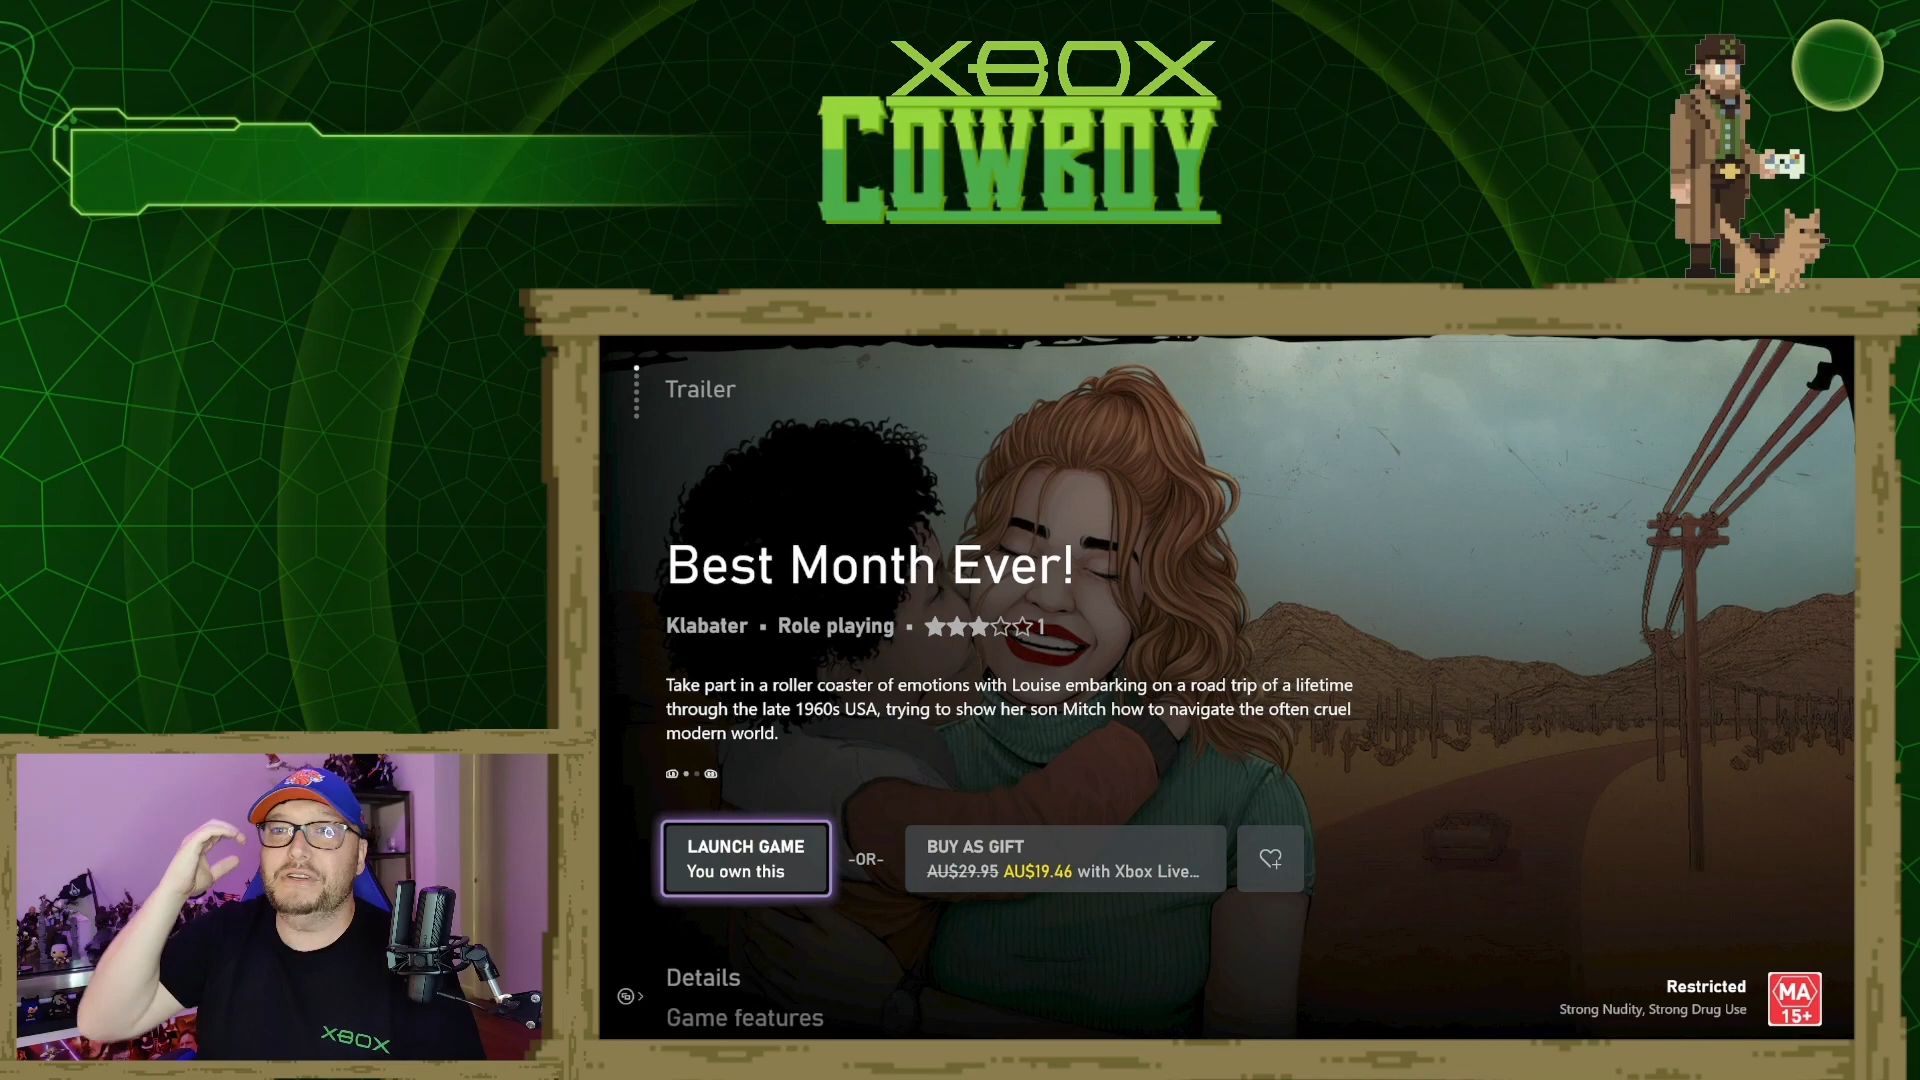 XBOX
COWBOY
Trailer
Best Month Ever!
Klabater ▪ Role playing ▪ ★★★☆☆ 1
Take part in a roller coaster of emotions with Louise embarking on a road trip of a lifetime
through the late 1960s USA, trying to show her son Mitch how to navigate the often cruel
modern world.
LAUNCH GAME
You own this
-OR-
BUY AS GIFT
AU$29.95 AU$19.46 with Xbox Live...
Details
Game features
Restricted
Strong Nudity, Strong Drug Use
MA
15+
XBOX